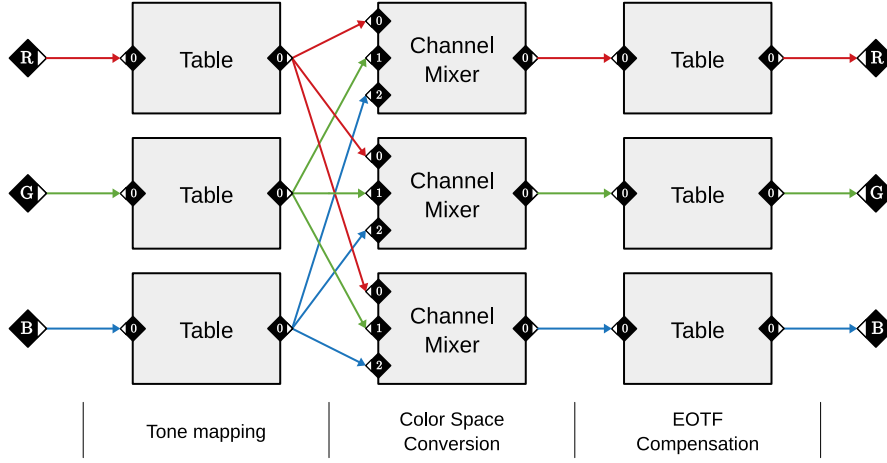 R 0 Table 0 0 1 2 Channel Mixer 0 0 Table 0 R
G 0 Table 0 0 1 2 Channel Mixer 0 0 Table 0 G
B 0 Table 0 0 1 2 Channel Mixer 0 0 Table 0 B
Tone mapping
Color Space
Conversion
EOTF
Compensation